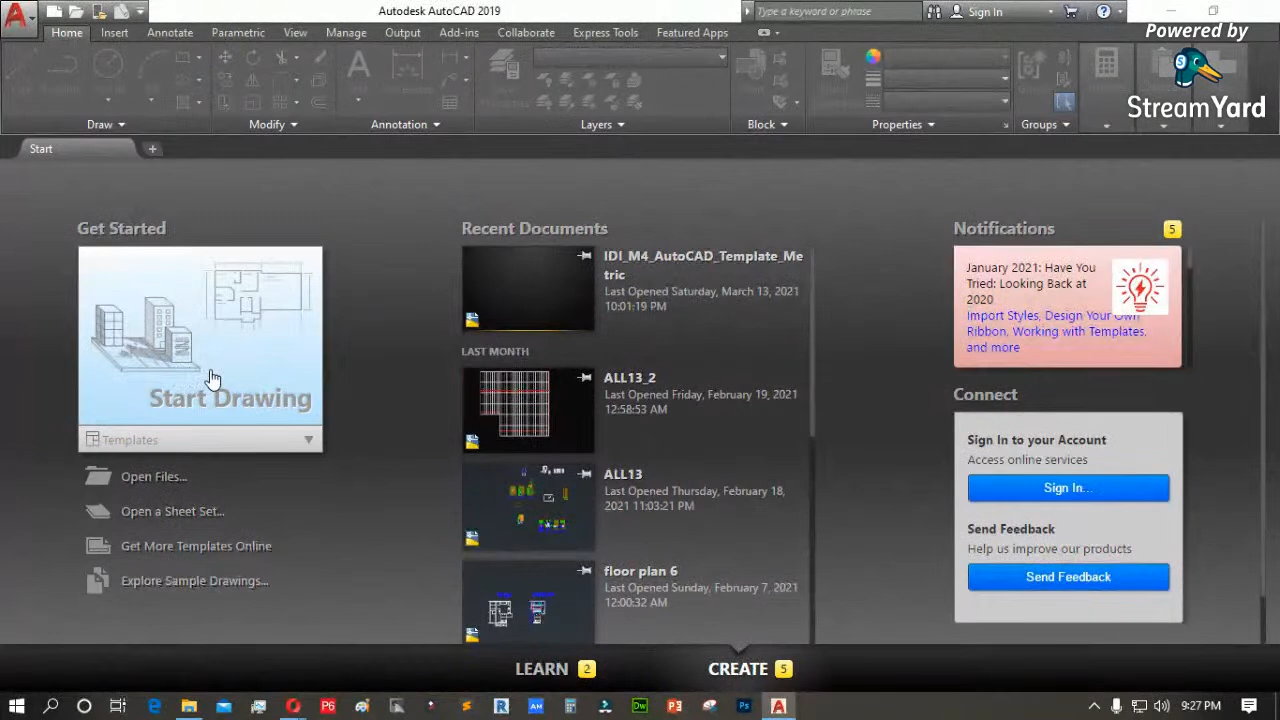 Autodesk AutoCAD 2019
Type a keyword or phrase
Sign In
Powered by
StreamYard
Home
Insert
Annotate
Parametric
View
Manage
Output
Add-ins
Collaborate
Express Tools
Featured Apps
Draw
Modify
Annotation
Layers
Block
Properties
Groups
Start
Get Started
Start Drawing
Templates
Open Files...
Open a Sheet Set...
Get More Templates Online
Explore Sample Drawings...
Recent Documents
IDI_M4_AutoCAD_Template_Me
tric
Last Opened Saturday, March 13, 2021
10:01:19 PM
LAST MONTH
ALL13_2
Last Opened Friday, February 19, 2021
12:58:53 AM
ALL13
Last Opened Thursday, February 18,
2021 11:03:21 PM
floor plan 6
Last Opened Sunday, February 7, 2021
12:00:32 AM
Notifications
5
January 2021: Have You
Tried: Looking Back at
2020
Import Styles, Design Your Own
Ribbon, Working with Templates,
and more
Connect
Sign In to your Account
Access online services
Sign In...
Send Feedback
Help us improve our products
Send Feedback
LEARN 2
CREATE 5
9:27 PM